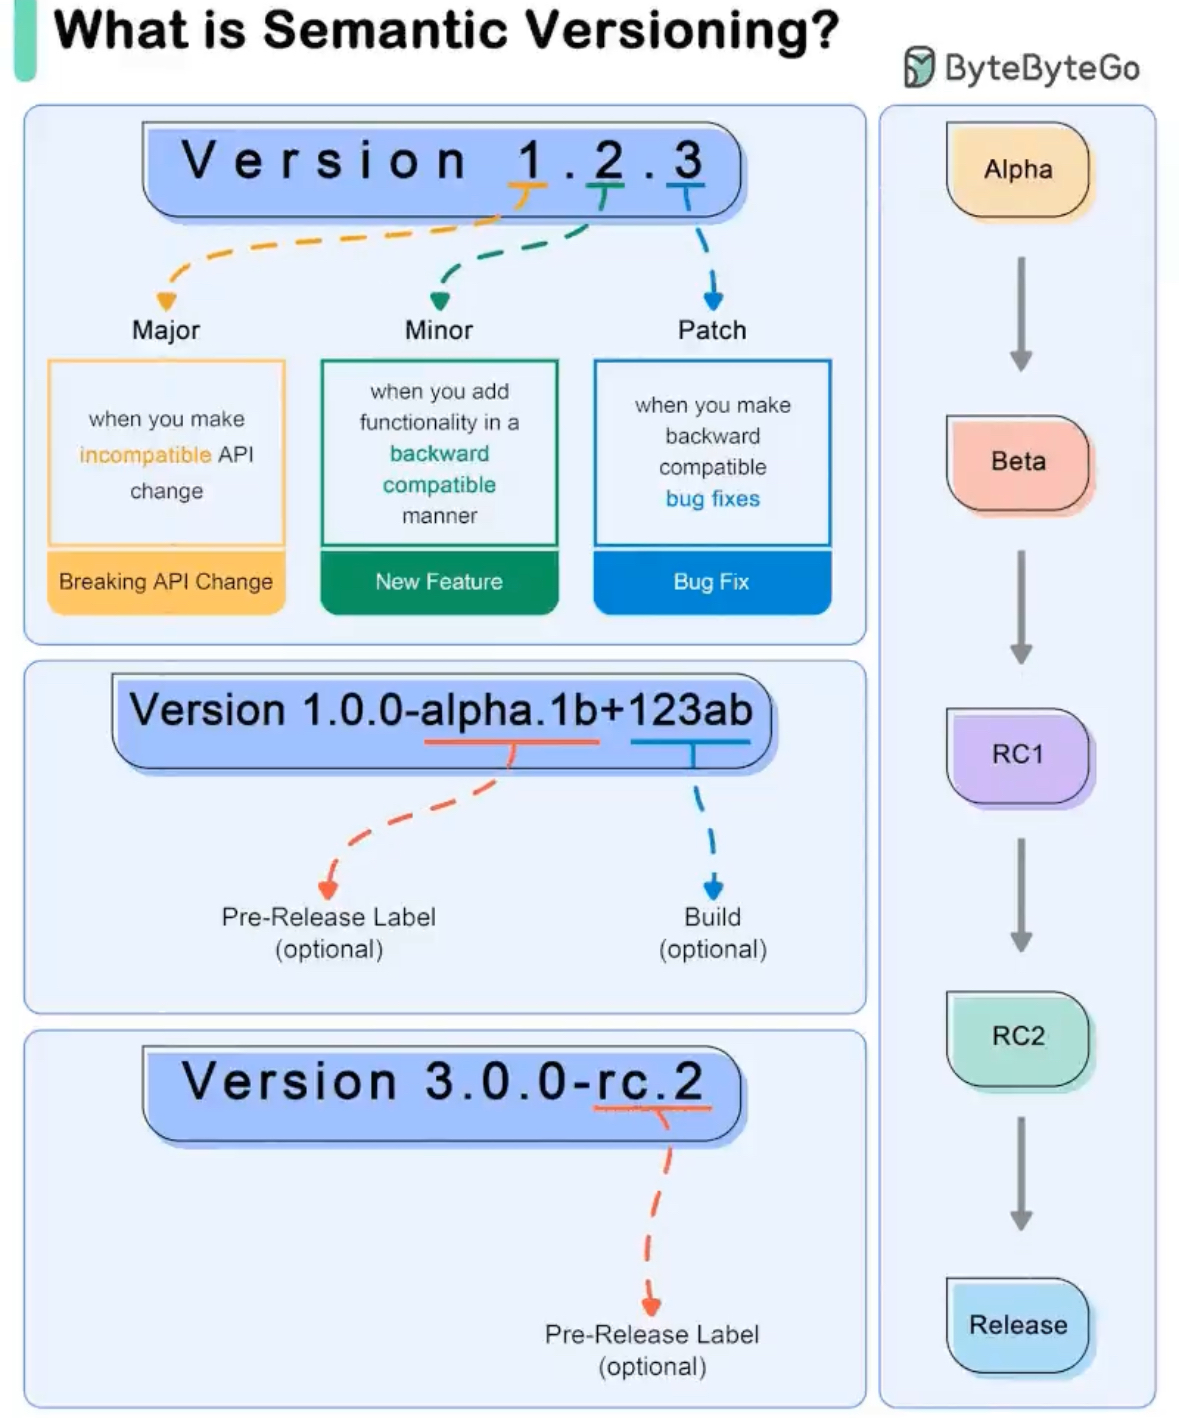 What is Semantic Versioning?
ByteByteGo
Version 1.2.3
Major
when you make
incompatible API
change
Breaking API Change
Minor
when you add
functionality in a
backward
compatible
manner
New Feature
Patch
when you make
backward
compatible
bug fixes
Bug Fix
Version 1.0.0-alpha.1b+123ab
Pre-Release Label
(optional)
Build
(optional)
Version 3.0.0-rc.2
Pre-Release Label
(optional)
Alpha
Beta
RC1
RC2
Release